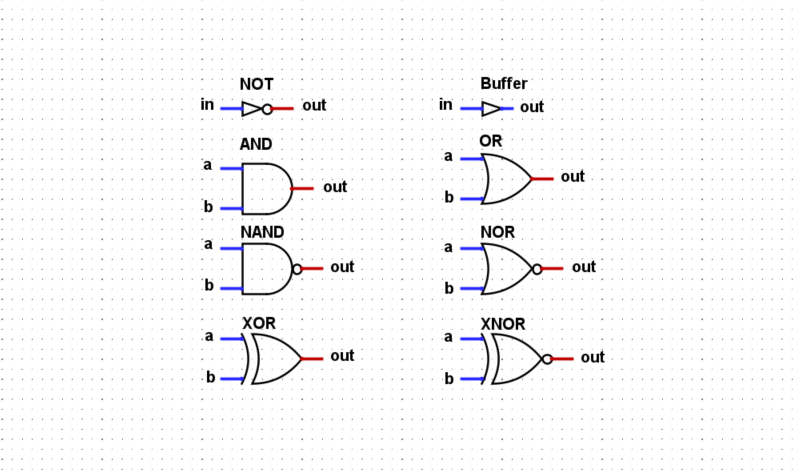 NOT
in out
Buffer
in out
AND
a
out
b
OR
a
out
b
NAND
a
out
b
NOR
a
out
b
XOR
a
out
b
XNOR
a
out
b